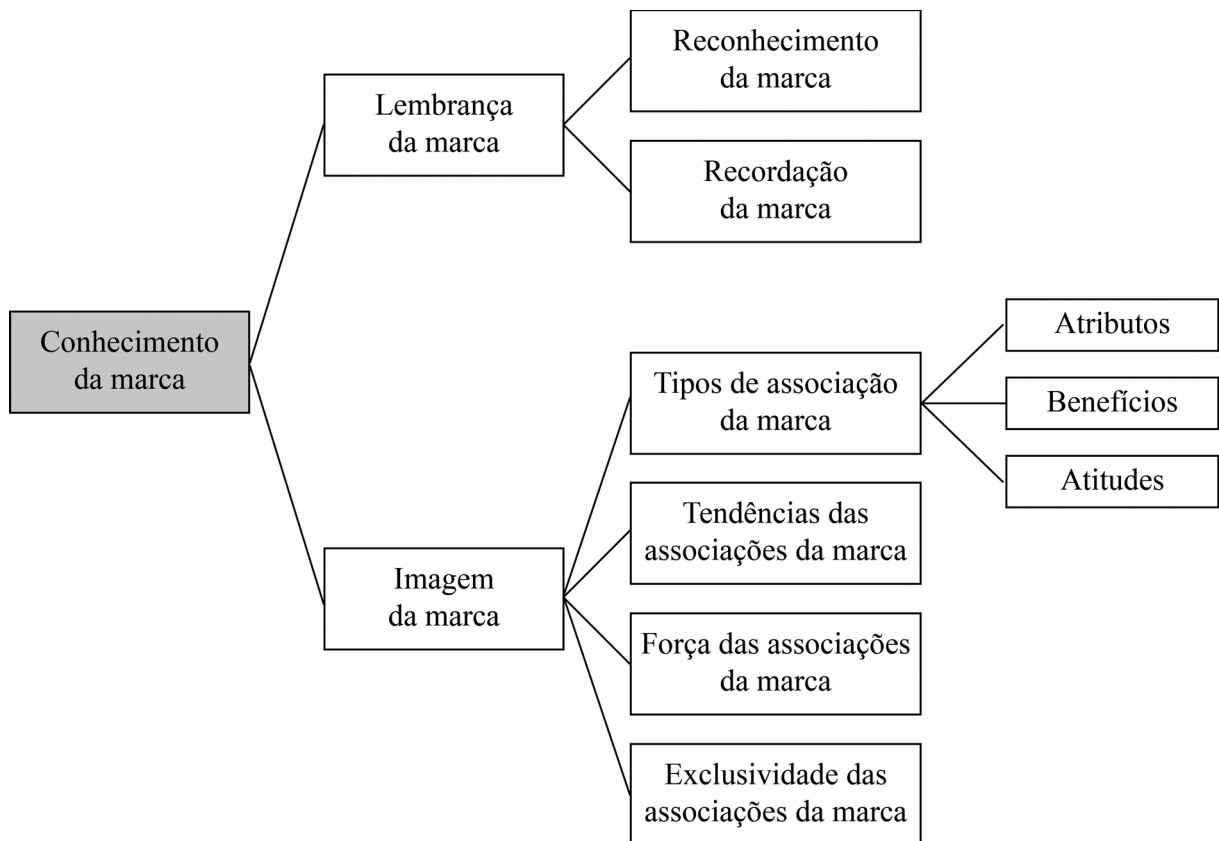 Reconhecimento
da marca
Lembrança
da marca
Recordação
da marca
Conhecimento
da marca
Atributos
Tipos de associação
da marca
Benefícios
Atitudes
Tendências das
associações da marca
Imagem
da marca
Força das associações
da marca
Exclusividade das
associações da marca